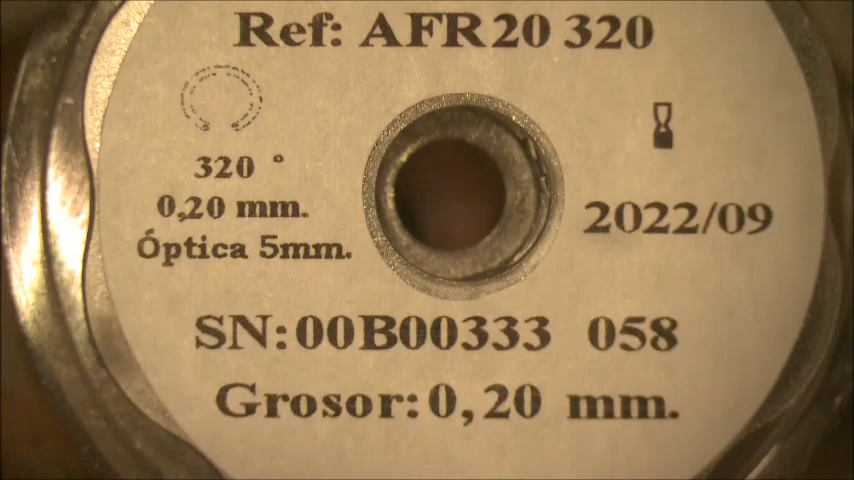 Ref: AFR20 320
320 °
0,20 mm.
Óptica 5mm.
2022/09
SN:00B00333 058
Grosor:0,20 mm.